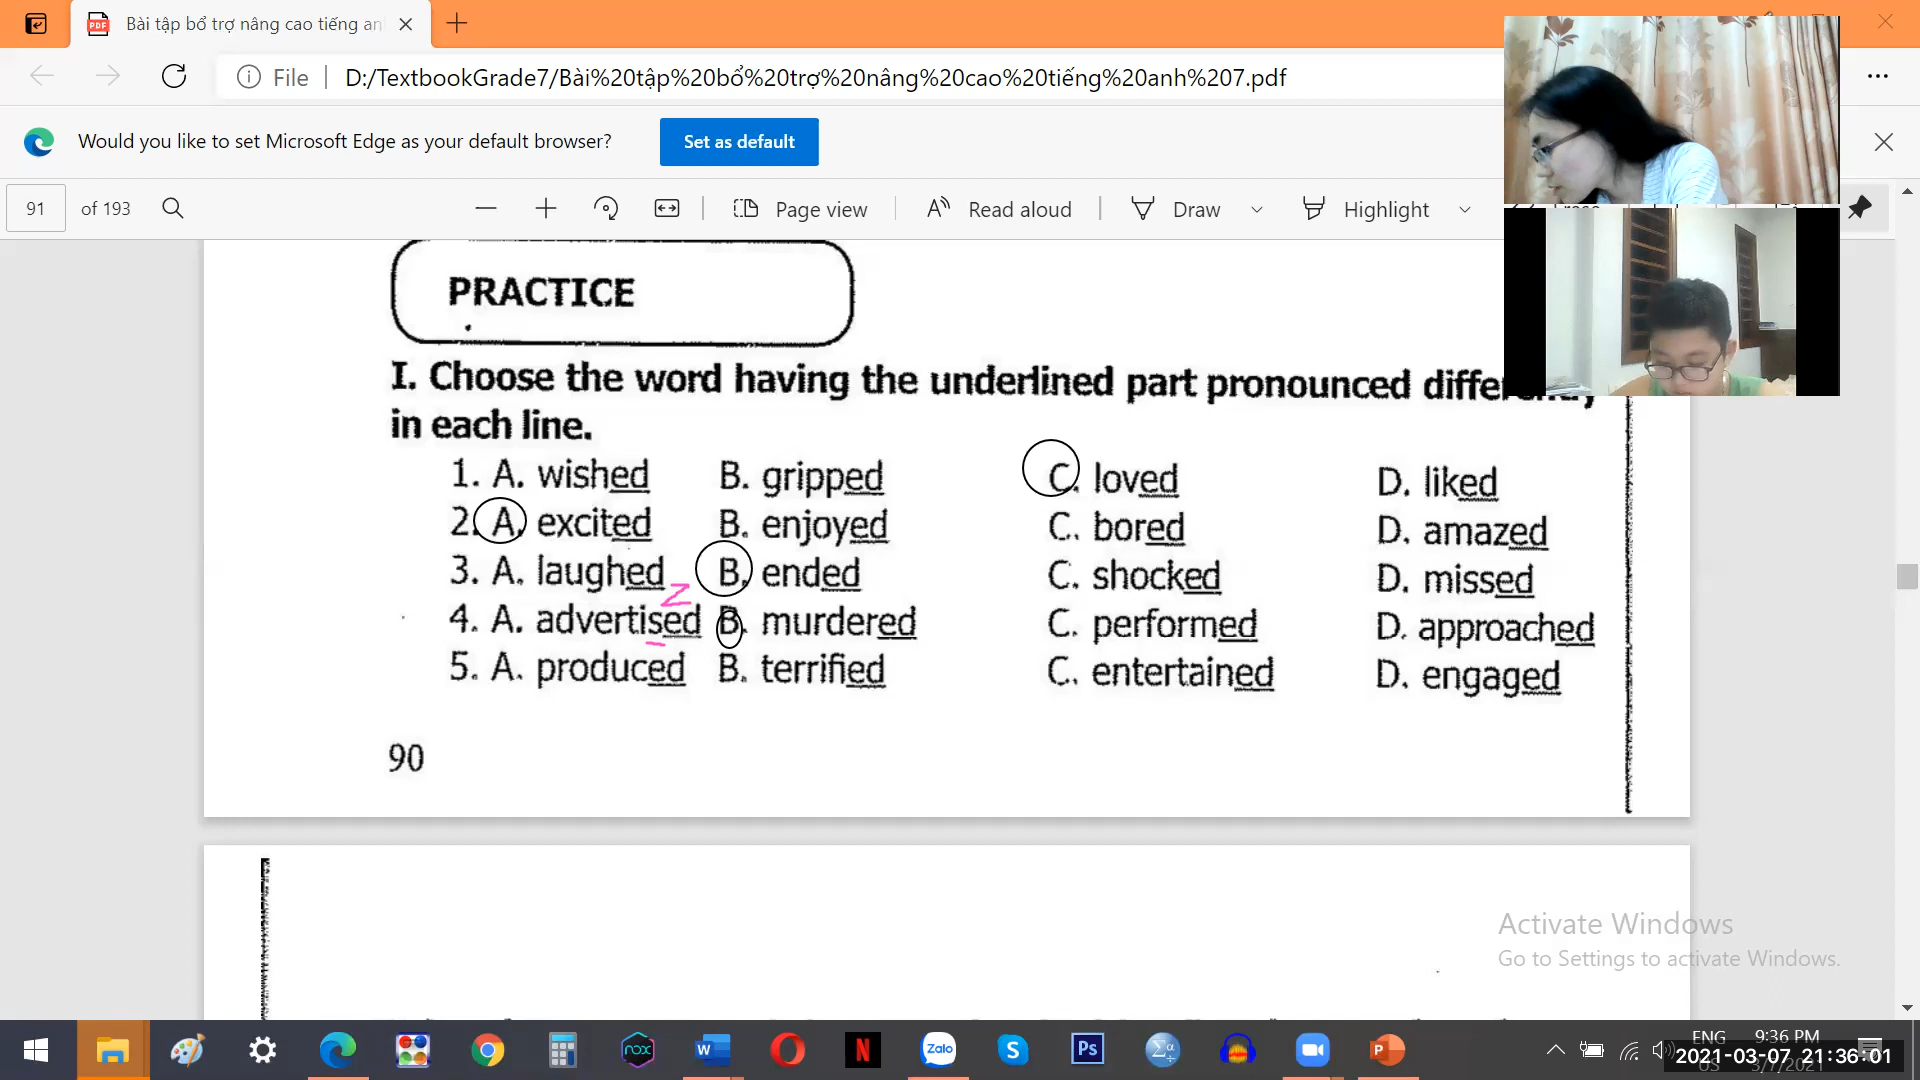 Bài tập bổ trợ nâng cao tiếng an
File
D:/TextbookGrade7/Bài%20tập%20bổ%20trợ%20nâng%20cao%20tiếng%20anh%207.pdf
Would you like to set Microsoft Edge as your default browser?
Set as default
91 of 193
Page view
Read aloud
Draw
Highlight
PRACTICE
I. Choose the word having the underlined part pronounced differently
in each line.
1. A. wished B. gripped C. loved D. liked
2. A. excited B. enjoyed C. bored D. amazed
3. A. laughed B. ended C. shocked D. missed
Z
4. A. advertised B. murdered C. performed D. approached
5. A. produced B. terrified C. entertained D. engaged
90
Activate Windows
Go to Settings to activate Windows.
nox
W
Zalo
Ps
P
ENG
9:36 PM
2021-03-07 21:36:01